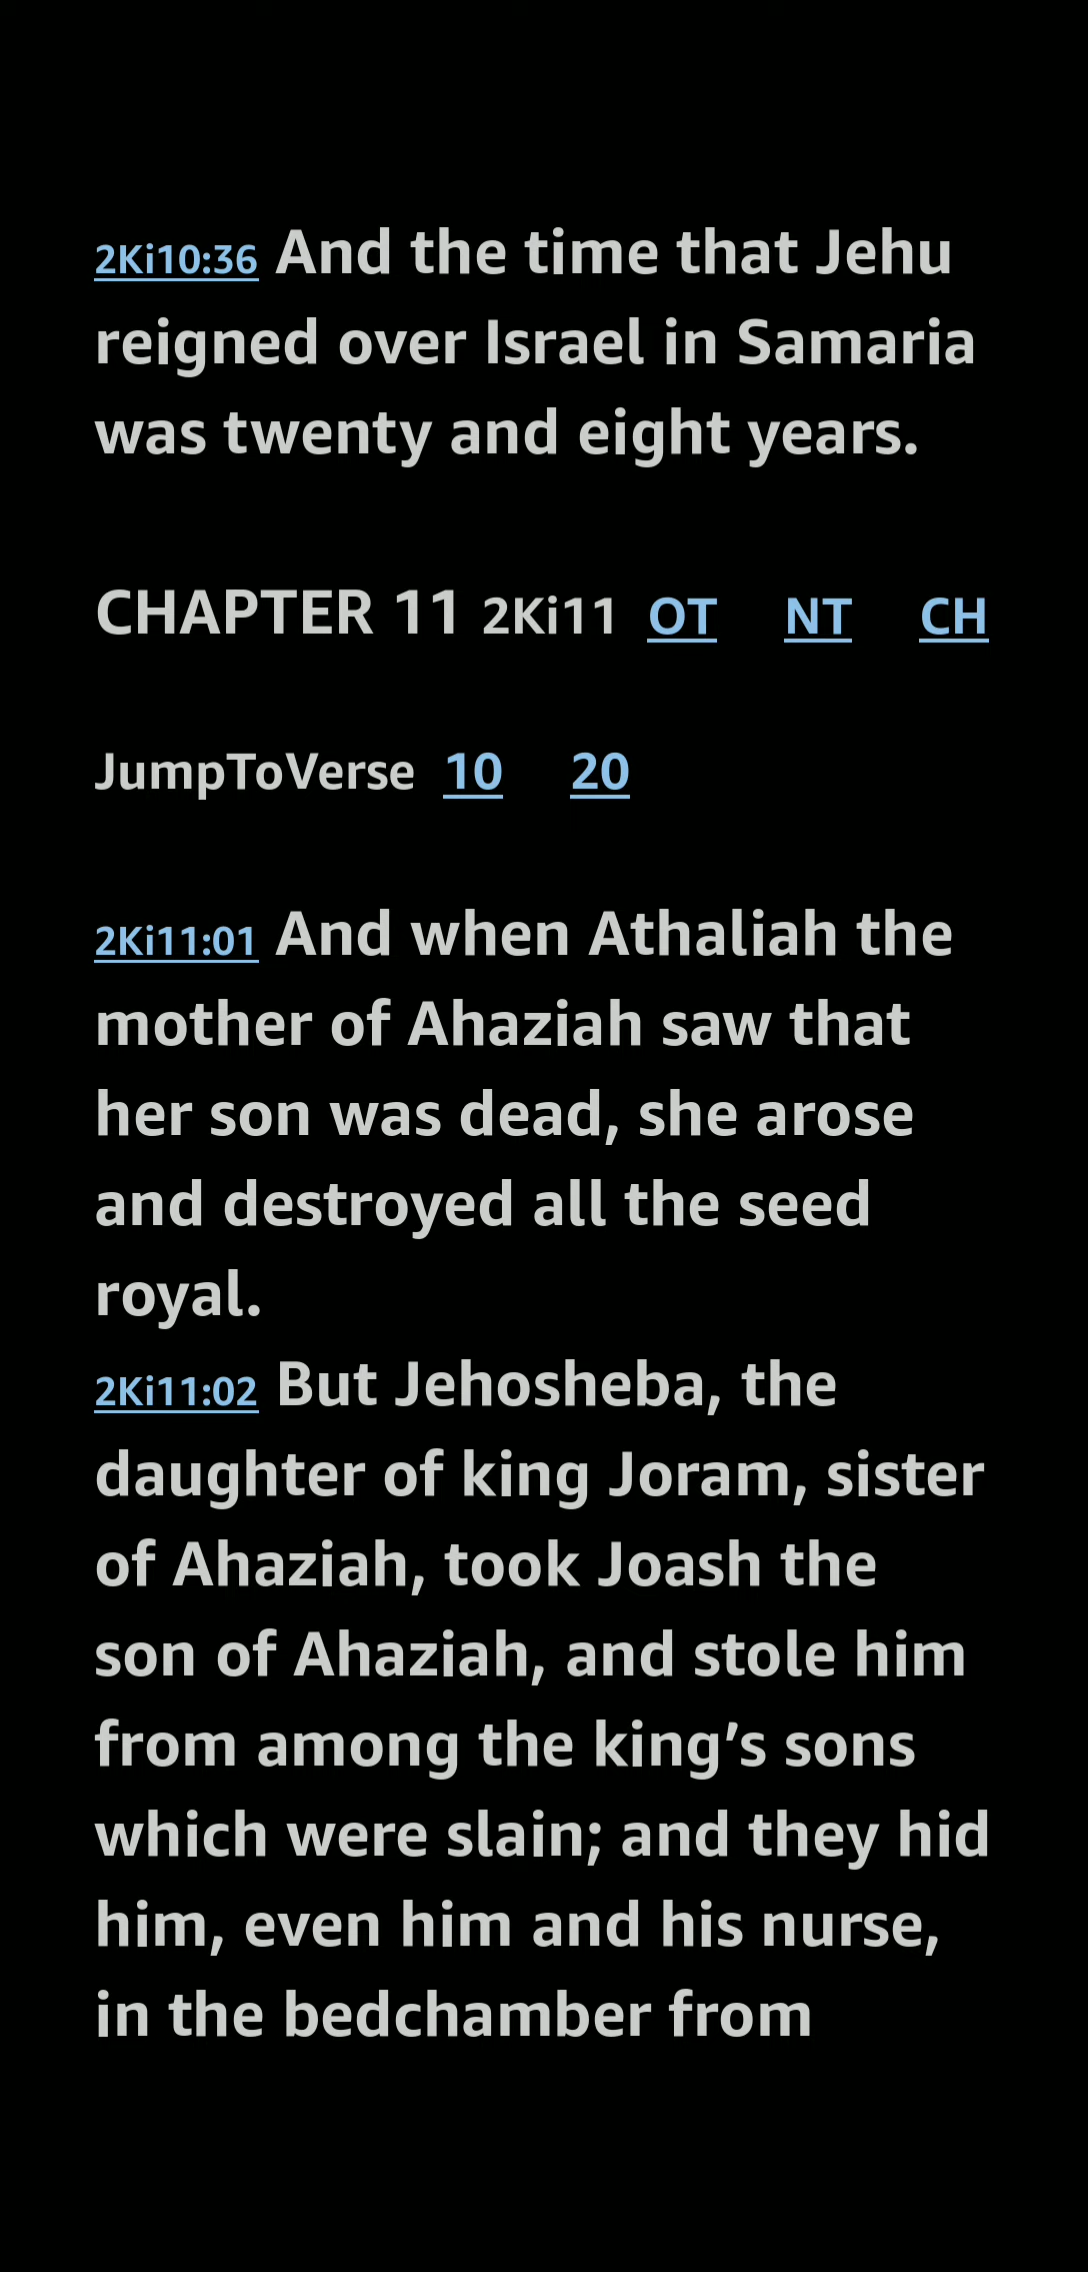 2Ki10:36 And the time that Jehu
reigned over Israel in Samaria
was twenty and eight years.
CHAPTER 11 2Ki11 OT NT CH
JumpToVerse 10 20
2Ki11:01 And when Athaliah the
mother of Ahaziah saw that
her son was dead, she arose
and destroyed all the seed
royal.
2Ki11:02 But Jehosheba, the
daughter of king Joram, sister
of Ahaziah, took Joash the
son of Ahaziah, and stole him
from among the king’s sons
which were slain; and they hid
him, even him and his nurse,
in the bedchamber from